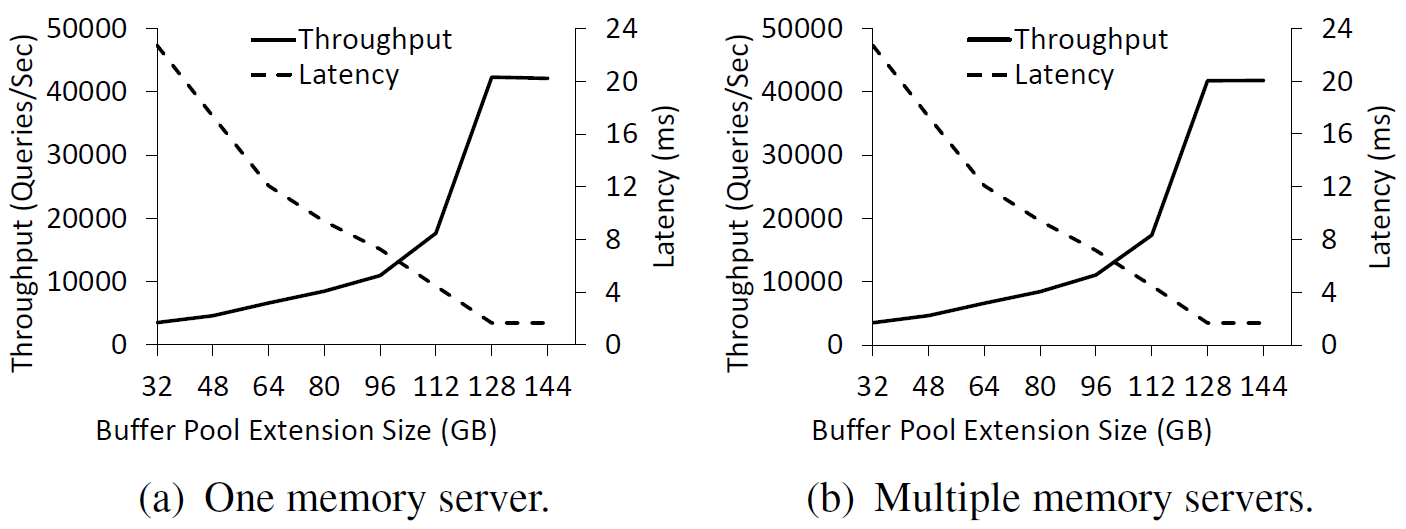 Throughput (Queries/Sec)
50000
40000
30000
20000
10000
0
Throughput
Latency
24
20
16
12
8
4
0
Latency (ms)
32 48 64 80 96 112 128 144
Buffer Pool Extension Size (GB)
(a) One memory server.
Throughput (Queries/Sec)
50000
40000
30000
20000
10000
0
Throughput
Latency
24
20
16
12
8
4
0
Latency (ms)
32 48 64 80 96 112 128 144
Buffer Pool Extension Size (GB)
(b) Multiple memory servers.